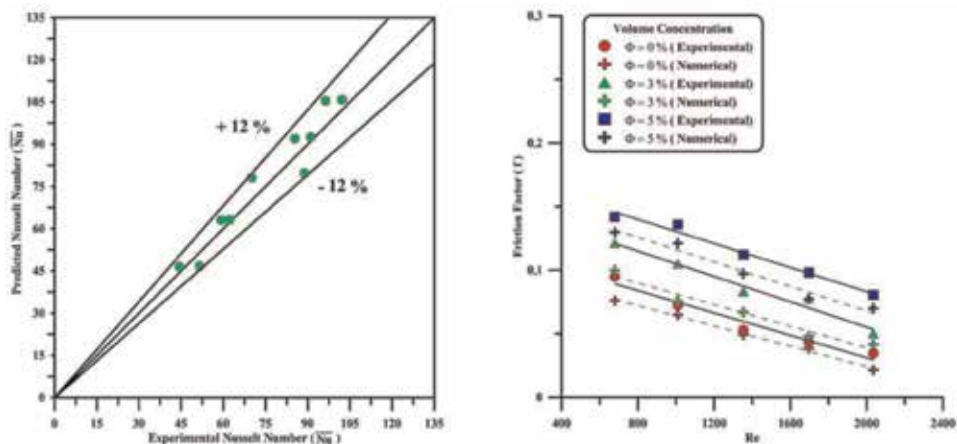 135
120
105
90
75
60
45
30
15
0
Predicted Nusselt Number (Nu)
+ 12 %
- 12 %
0 15 30 45 60 75 90 105 120 135
Experimental Nusselt Number (Nu)
0,3
0,2
0,1
0
Friction Factor (f)
Volume Concentration
Φ = 0 % ( Experimental)
Φ = 0 % ( Numerical)
Φ = 3 % ( Experimental)
Φ = 3 % ( Numerical)
Φ = 5 % ( Experimental)
Φ = 5 % ( Numerical)
400 800 1200 1600 2000 2400
Re